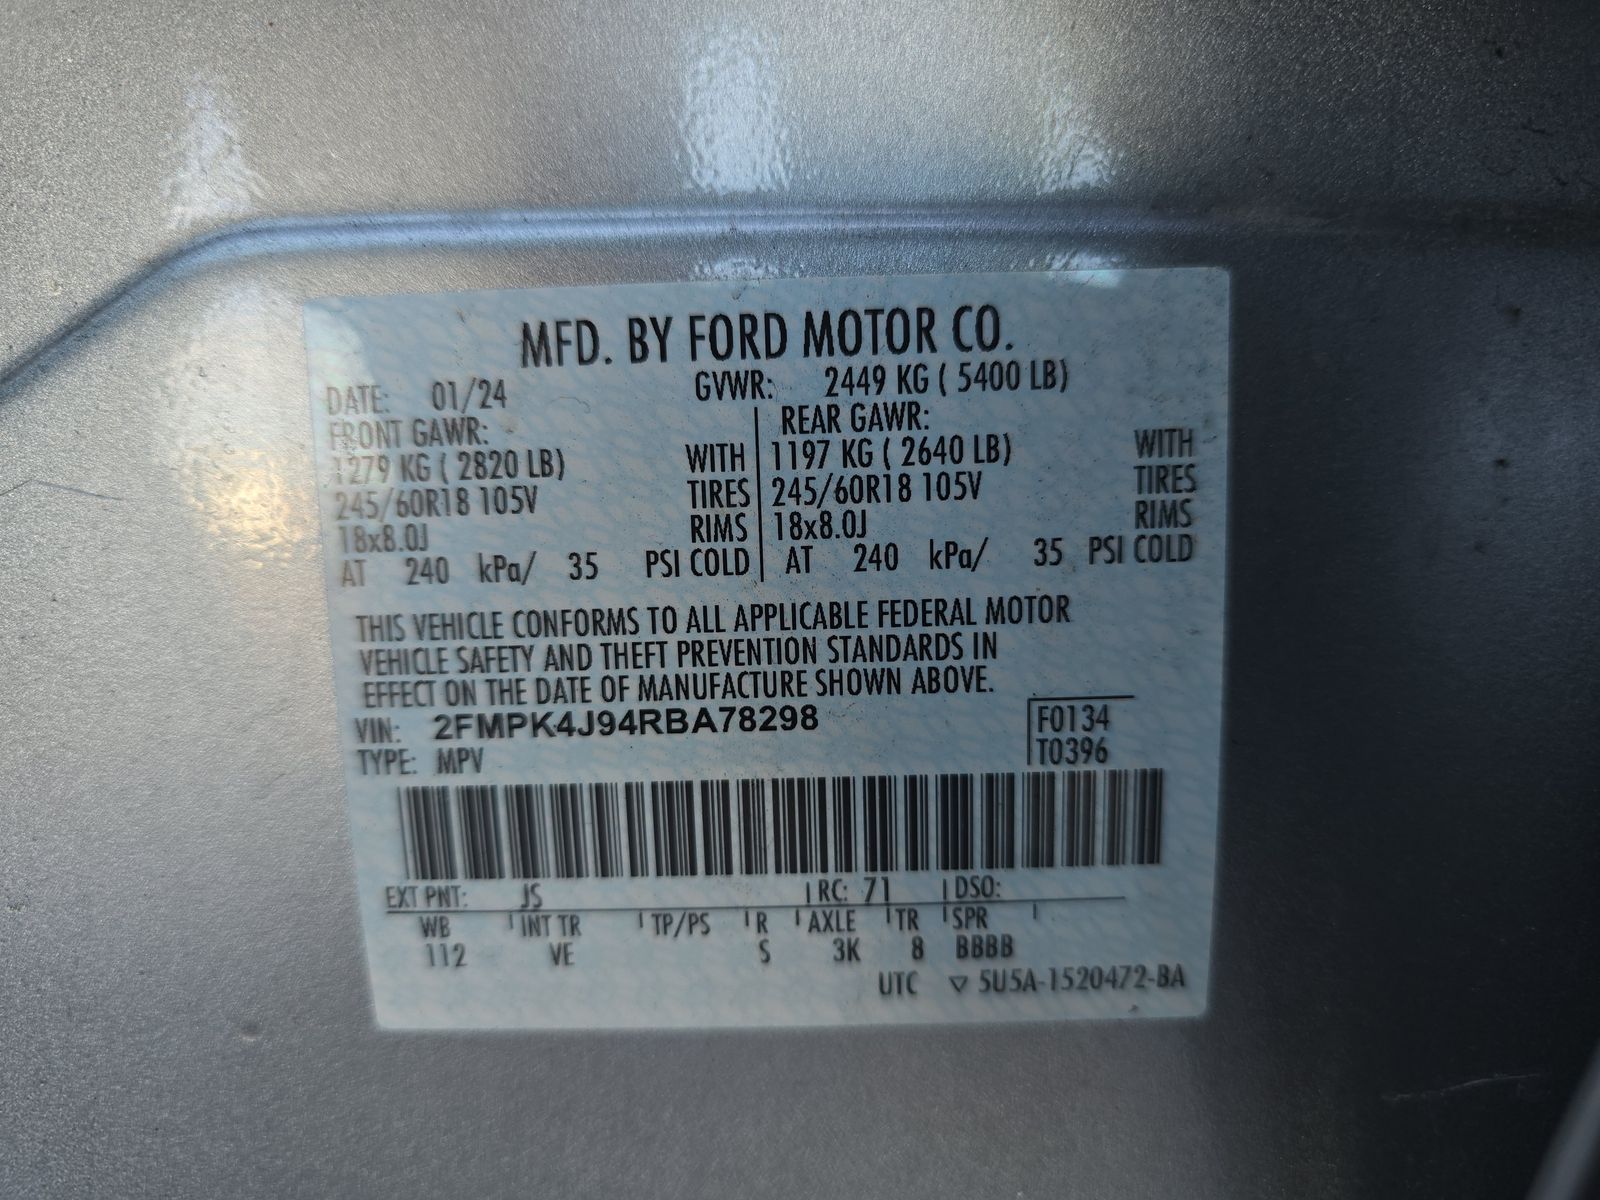 MFD. BY FORD MOTOR CO.
DATE: 01/24 GVWR: 2449 KG ( 5400 LB)
FRONT GAWR: REAR GAWR:
1279 KG ( 2820 LB) WITH 1197 KG ( 2640 LB) WITH
245/60R18 105V TIRES 245/60R18 105V TIRES
18x8.0J RIMS 18x8.0J RIMS
AT 240 kPa/ 35 PSI COLD AT 240 kPa/ 35 PSI COLD
THIS VEHICLE CONFORMS TO ALL APPLICABLE FEDERAL MOTOR
VEHICLE SAFETY AND THEFT PREVENTION STANDARDS IN
EFFECT ON THE DATE OF MANUFACTURE SHOWN ABOVE.
VIN: 2FMPK4J94RBA78298 F0134
TYPE: MPV T0396
EXT PNT: JS RC: 71 DSO:
WB INT TR TP/PS R AXLE TR SPR
112 VE S 3K 8 BBBB
UTC ▽ 5U5A-1520472-BA